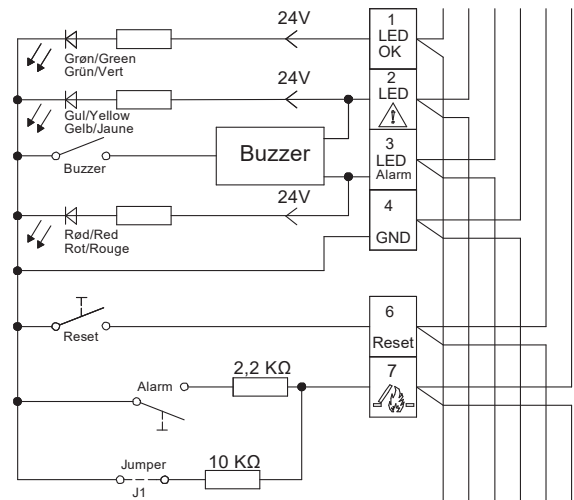 24V
1
LED
OK
Grøn/Green
Grün/Vert
24V
2
LED
Gul/Yellow
Gelb/Jaune
Buzzer
Buzzer
3
LED
Alarm
24V
4
GND
Rød/Red
Rot/Rouge
6
Reset
Reset
7
2,2 KΩ
Alarm
10 KΩ
Jumper
J1